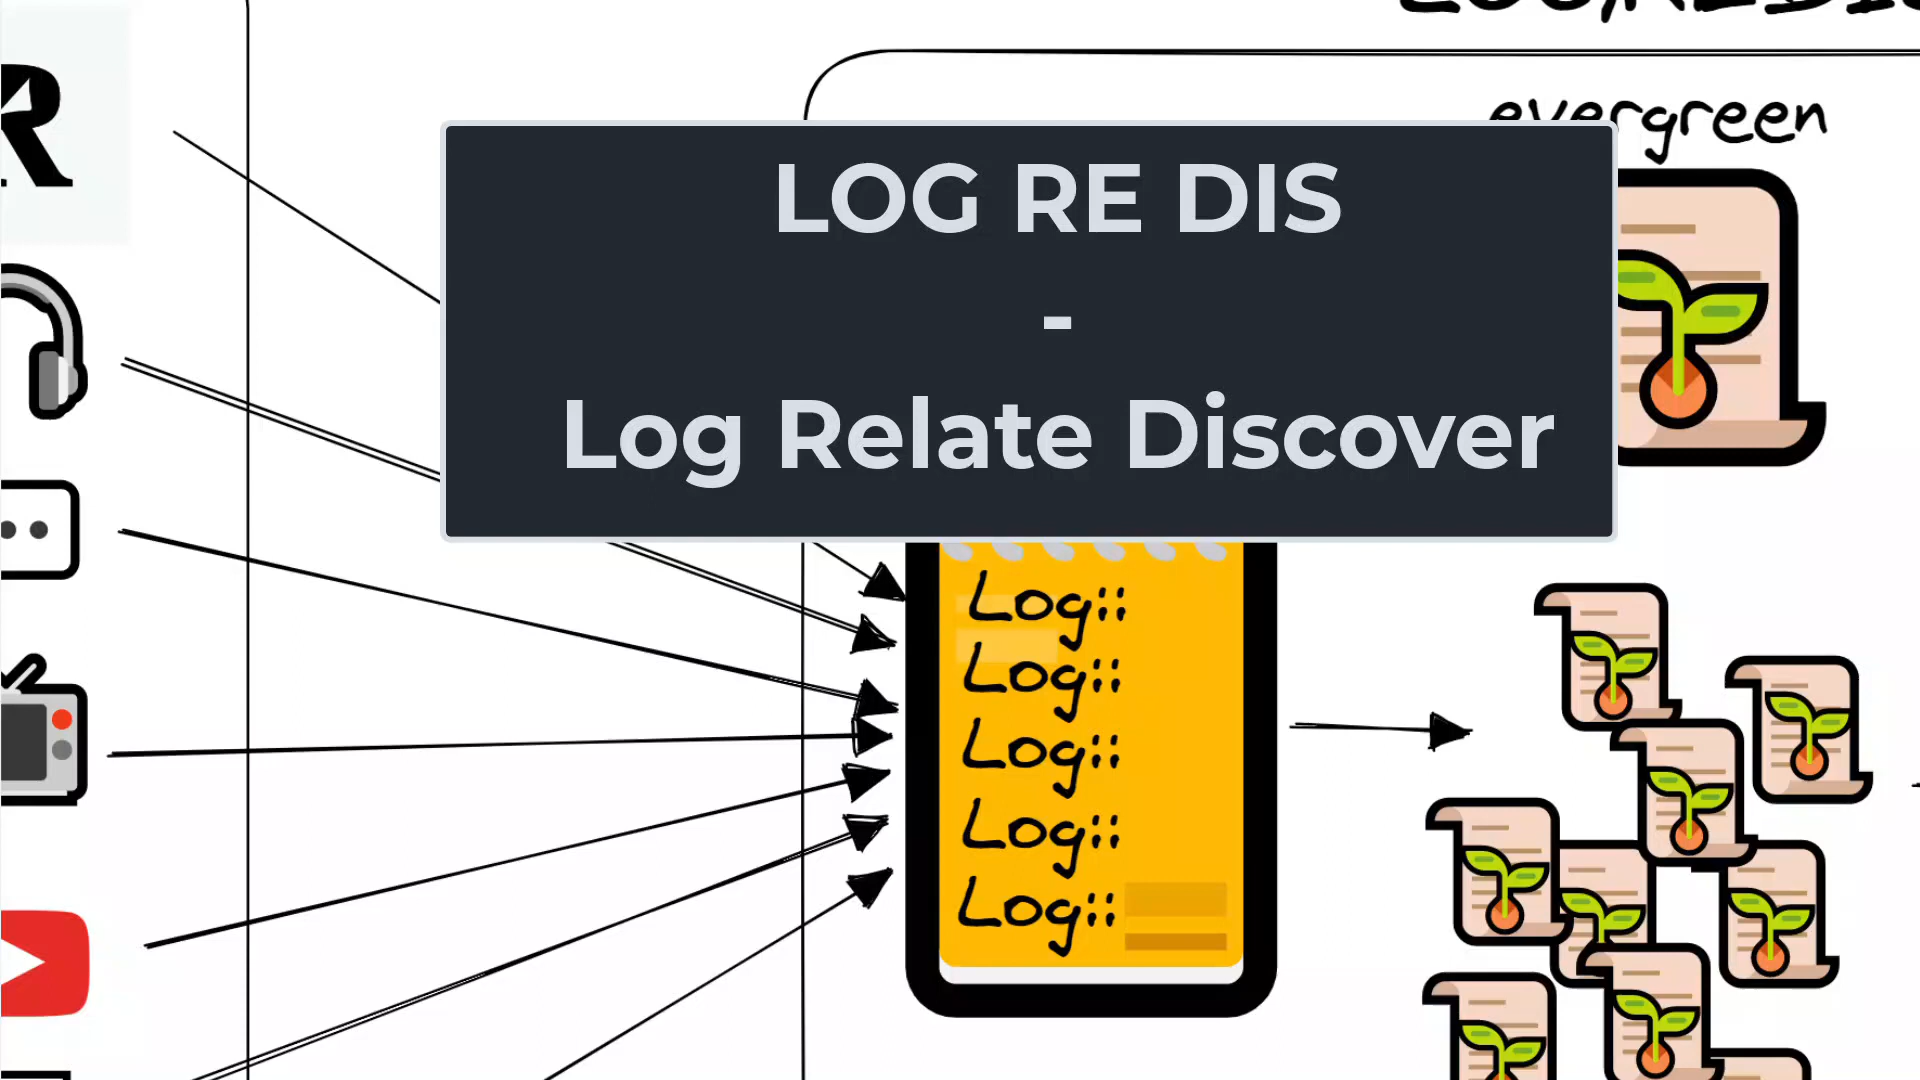 evergreen
LOG RE DIS
-
Log Relate Discover
Log::
Log::
Log::
Log::
Log::
R